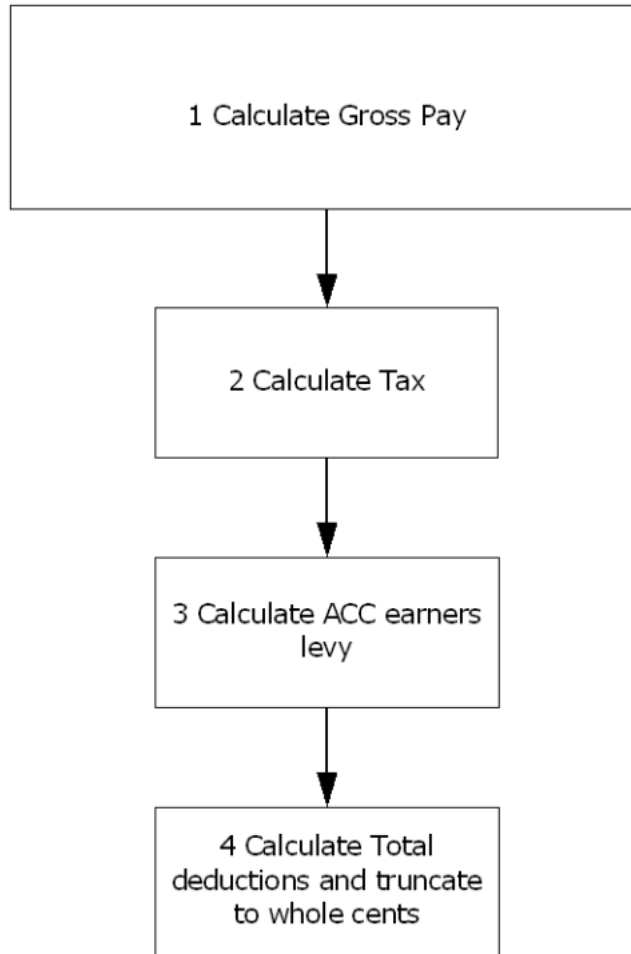 1 Calculate Gross Pay
2 Calculate Tax
3 Calculate ACC earners
levy
4 Calculate Total
deductions and truncate
to whole cents